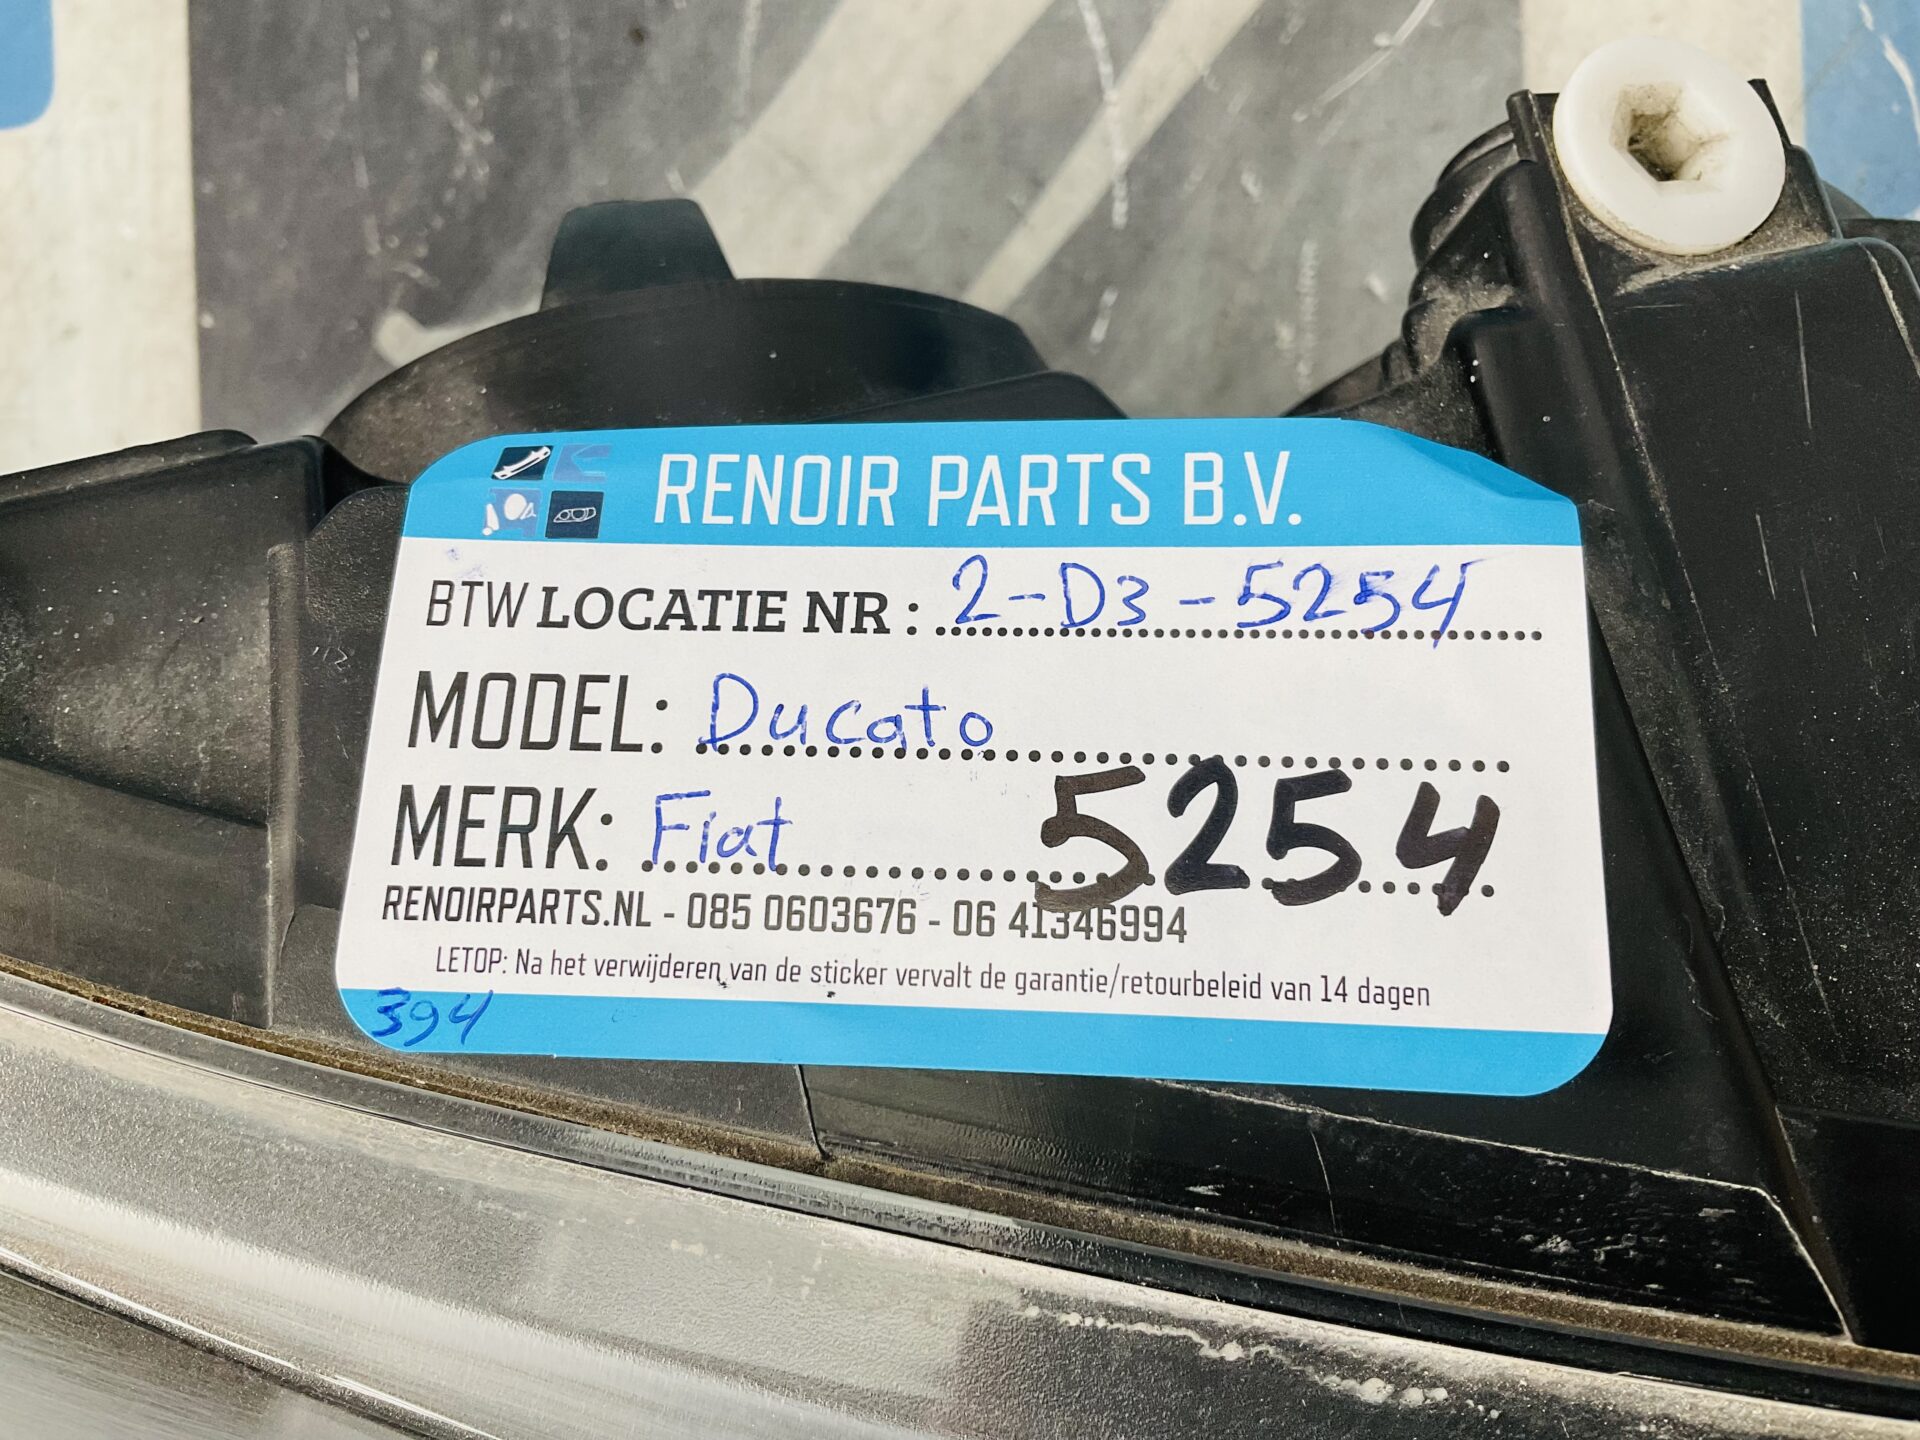 RENOIR PARTS B.V.
BTW LOCATIE NR : 2-D3-5254
MODEL: Ducato
MERK: Fiat 5254
RENOIRPARTS.NL - 085 0603676 - 06 41346994
LETOP: Na het verwijderen van de sticker vervalt de garantie/retourbeleid van 14 dagen
394